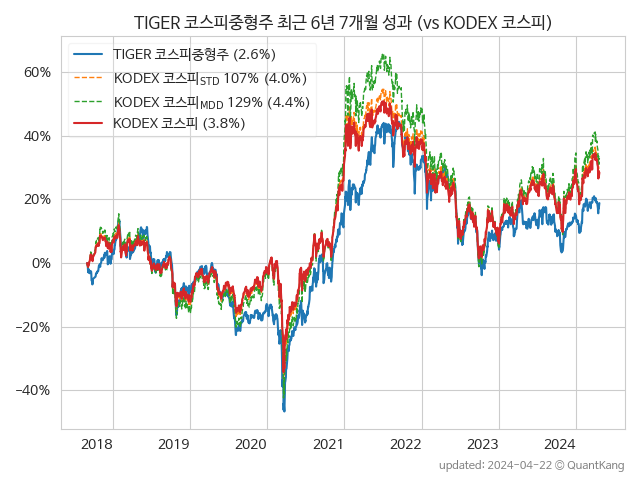 TIGER 코스피중형주 최근 6년 7개월 성과 (vs KODEX 코스피)
TIGER 코스피중형주 (2.6%)
KODEX 코스피STD 107% (4.0%)
KODEX 코스피MDD 129% (4.4%)
KODEX 코스피 (3.8%)
60%
40%
20%
0%
−20%
−40%
2018 2019 2020 2021 2022 2023 2024
updated: 2024-04-22 © QuantKang